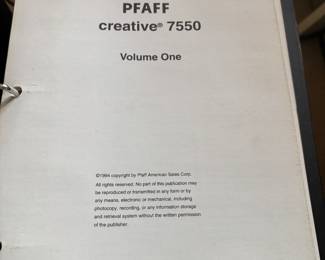 PFAFF
creative® 7550
Volume One
©1994 copyright by Pfaff American Sales Corp.
All rights reserved. No part of this publication may
be reproduced or transmitted in any form or by
any means, electronic or mechanical, including
photocopy, recording, or any information storage
and retrieval system without the written permission
of the publisher.